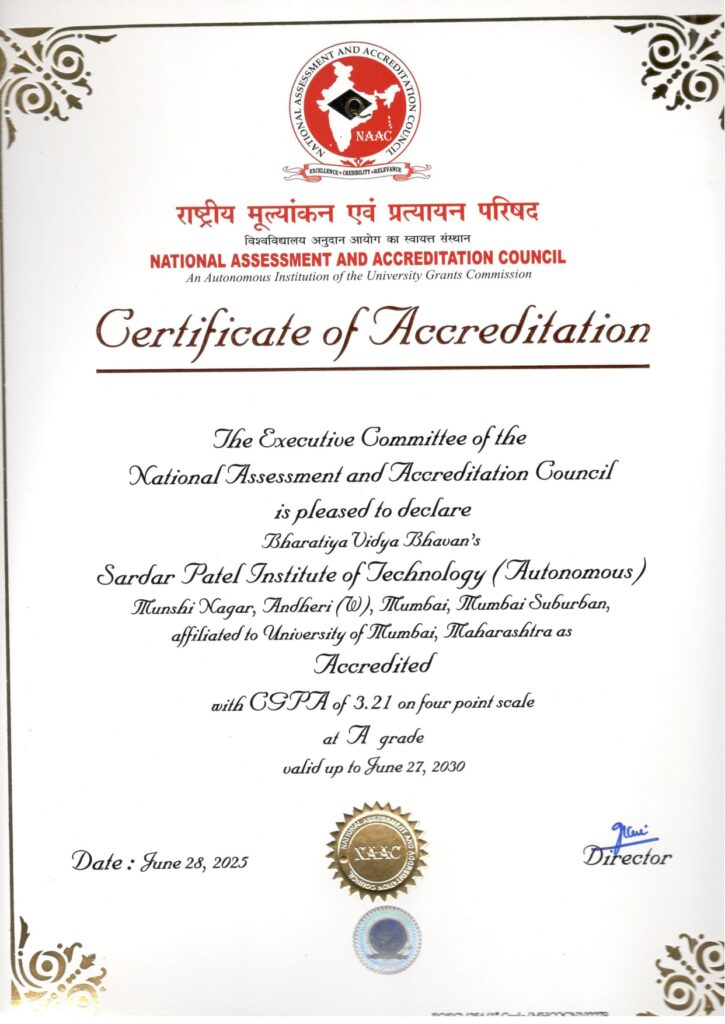 NATIONAL ASSESSMENT AND ACCREDITATION COUNCIL
Q
NAAC
EXCELLENCE • CREDIBILITY • RELEVANCE
राष्ट्रीय मूल्यांकन एवं प्रत्यायन परिषद
विश्वविद्यालय अनुदान आयोग का स्वायत्त संस्थान
NATIONAL ASSESSMENT AND ACCREDITATION COUNCIL
An Autonomous Institution of the University Grants Commission
Certificate of Accreditation
The Executive Committee of the
National Assessment and Accreditation Council
is pleased to declare
Bharatiya Vidya Bhavan's
Sardar Patel Institute of Technology (Autonomous)
Munshi Nagar, Andheri (W), Mumbai, Mumbai Suburban,
affiliated to University of Mumbai, Maharashtra as
Accredited
with CGPA of 3.21 on four point scale
at A grade
valid up to June 27, 2030
NATIONAL ASSESSMENT AND ACCREDITATION COUNCIL
NAAC
Date : June 28, 2025
Director